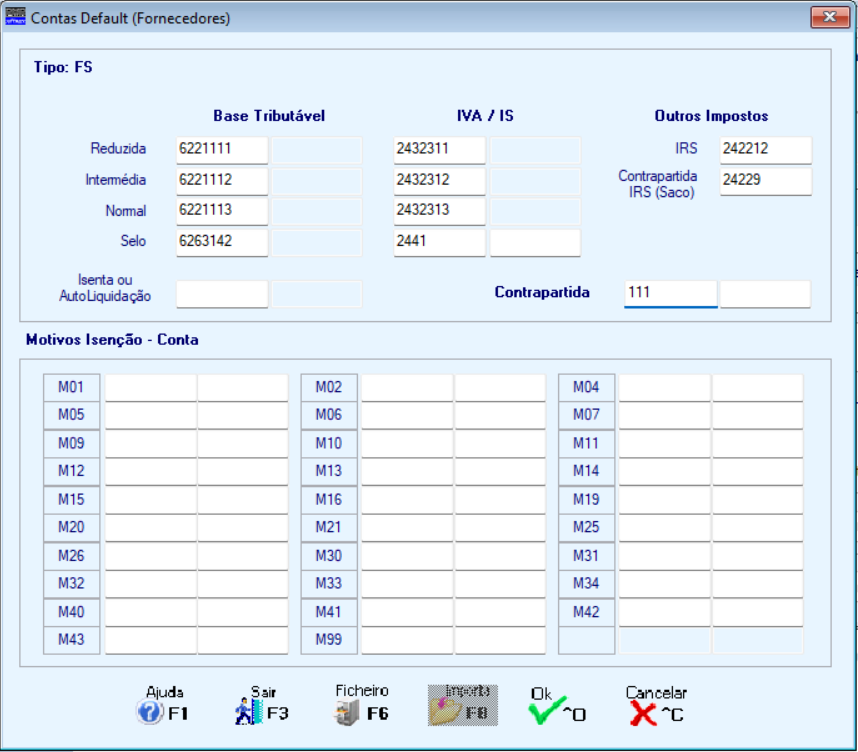 Contas Default (Fornecedores)
Tipo: FS
Base Tributável IVA / IS Outros Impostos
Reduzida 6221111 2432311 IRS 242212
Intermédia 6221112 2432312 Contrapartida IRS (Saco) 24229
Normal 6221113 2432313
Selo 6263142 2441
Isenta ou
AutoLiquidação Contrapartida 111
Motivos Isenção - Conta
M01 M02 M04
M05 M06 M07
M09 M10 M11
M12 M13 M14
M15 M16 M19
M20 M21 M25
M26 M30 M31
M32 M33 M34
M40 M41 M42
M43 M99
Ajuda F1 Sair F3 Ficheiro F6 Importa F8 Ok ^O Cancelar ^C